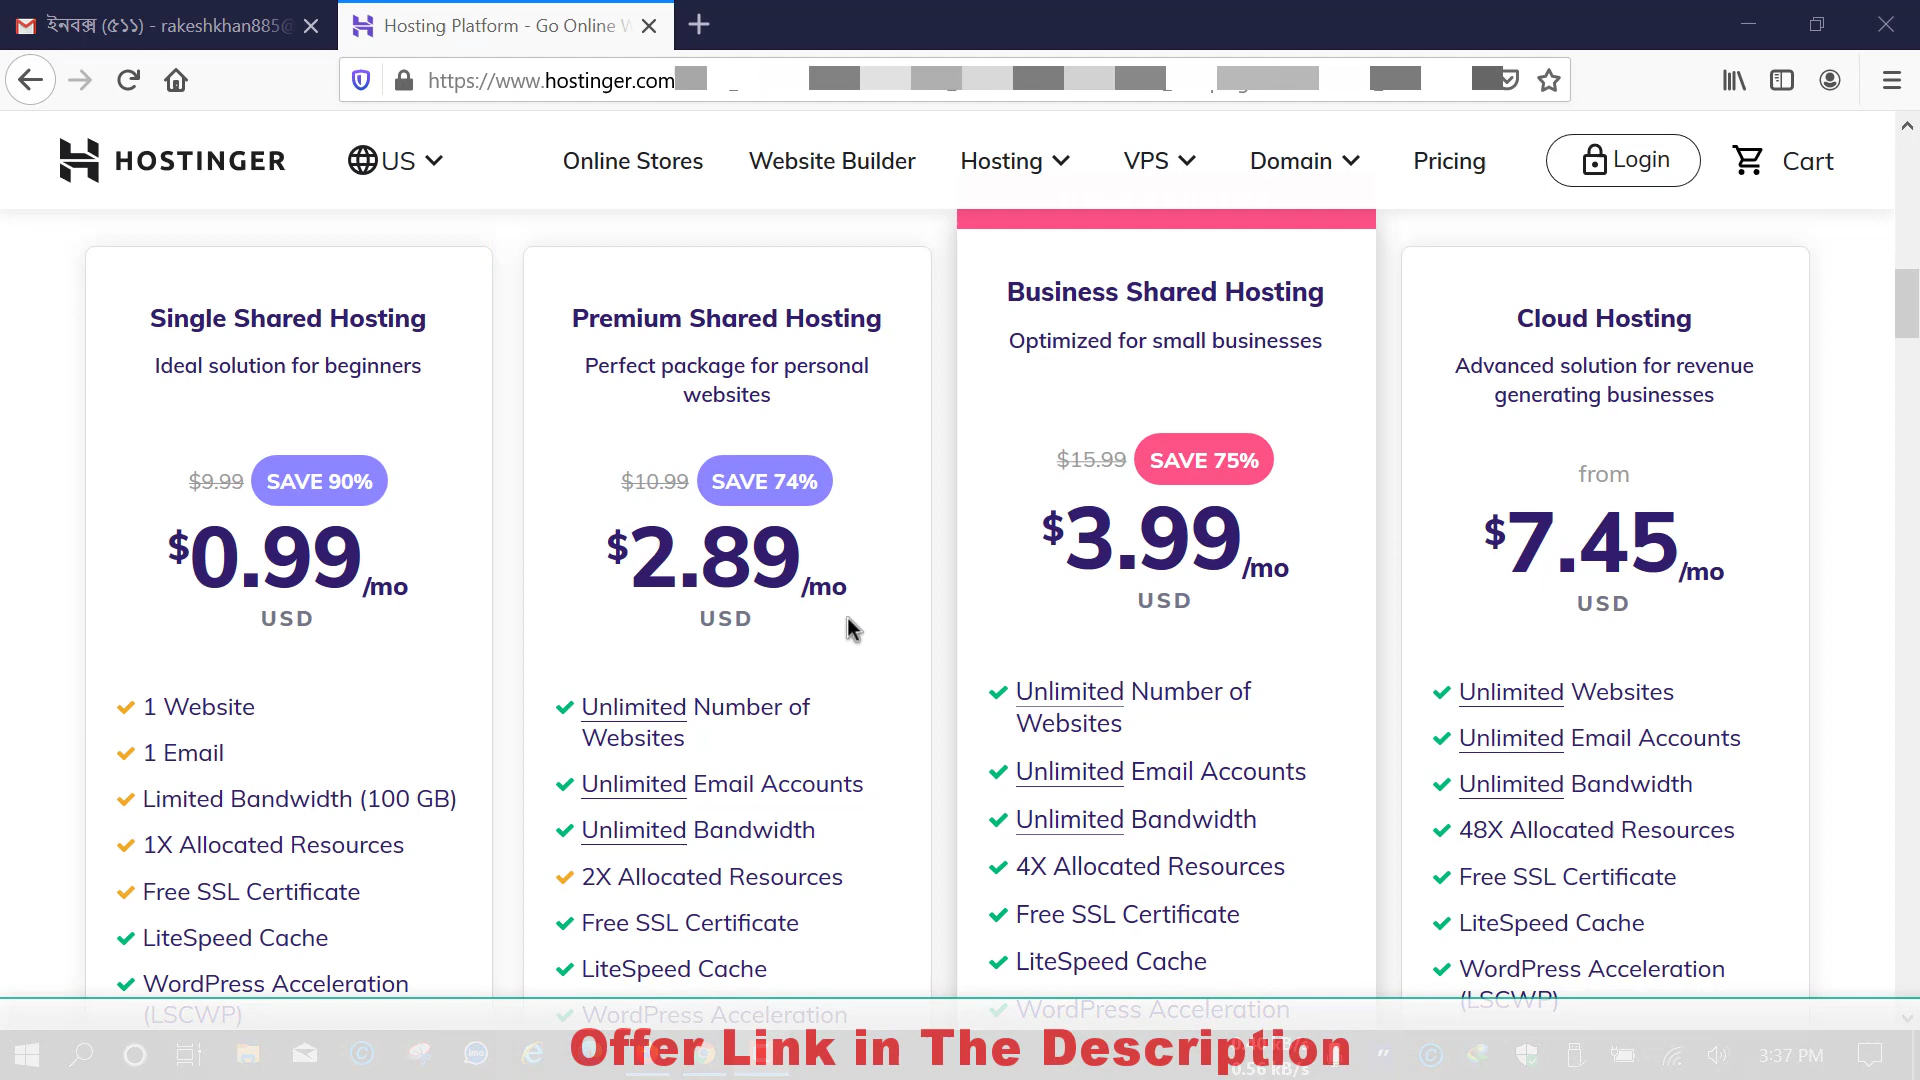 ইনবক্স (৫১১) - rakeshkhan885@
Hosting Platform - Go Online W
https://www.hostinger.com
HOSTINGER
US
Online Stores
Website Builder
Hosting
VPS
Domain
Pricing
Login
Cart
Single Shared Hosting
Ideal solution for beginners
$9.99 SAVE 90%
$0.99/mo
USD
1 Website
1 Email
Limited Bandwidth (100 GB)
1X Allocated Resources
Free SSL Certificate
LiteSpeed Cache
WordPress Acceleration
(LSCWP)
Premium Shared Hosting
Perfect package for personal
websites
$10.99 SAVE 74%
$2.89/mo
USD
Unlimited Number of
Websites
Unlimited Email Accounts
Unlimited Bandwidth
2X Allocated Resources
Free SSL Certificate
LiteSpeed Cache
WordPress Acceleration
Business Shared Hosting
Optimized for small businesses
$15.99 SAVE 75%
$3.99/mo
USD
Unlimited Number of
Websites
Unlimited Email Accounts
Unlimited Bandwidth
4X Allocated Resources
Free SSL Certificate
LiteSpeed Cache
WordPress Acceleration
Cloud Hosting
Advanced solution for revenue
generating businesses
from
$7.45/mo
USD
Unlimited Websites
Unlimited Email Accounts
Unlimited Bandwidth
48X Allocated Resources
Free SSL Certificate
LiteSpeed Cache
WordPress Acceleration
(LSCWP)
Offer Link in The Description
0.56 kB/s
3:37 PM